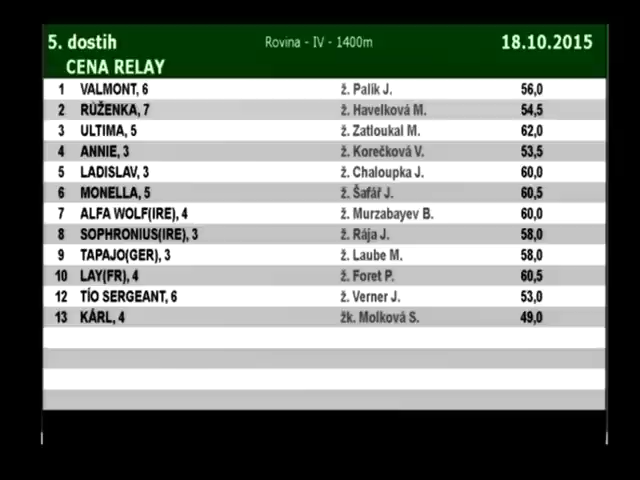 5. dostih Rovina - IV - 1400m 18.10.2015
CENA RELAY
1 VALMONT, 6 ž. Palík J. 56,0
2 RŮŽENKA, 7 ž. Havelková M. 54,5
3 ULTIMA, 5 ž. Zatloukal M. 62,0
4 ANNIE, 3 ž. Korečková V. 53,5
5 LADISLAV, 3 ž. Chaloupka J. 60,0
6 MONELLA, 5 ž. Šafář J. 60,5
7 ALFA WOLF(IRE), 4 ž. Murzabayev B. 60,0
8 SOPHRONIUS(IRE), 3 ž. Rája J. 58,0
9 TAPAJO(GER), 3 ž. Laube M. 58,0
10 LAY(FR), 4 ž. Foret P. 60,5
12 TÍO SERGEANT, 6 ž. Verner J. 53,0
13 KÁRL, 4 žk. Molková S. 49,0